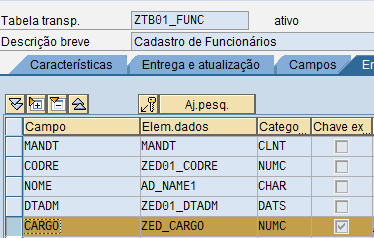 Tabela transp. ZTB01_FUNC ativo
Descrição breve Cadastro de Funcionários
Características Entrega e atualização Campos En
Aj.pesq.
Campo Elem.dados Catego Chave ex
MANDT MANDT CLNT
CODRE ZED01_CODRE NUMC
NOME AD_NAME1 CHAR
DTADM ZED01_DTADM DATS
CARGO ZED_CARGO NUMC